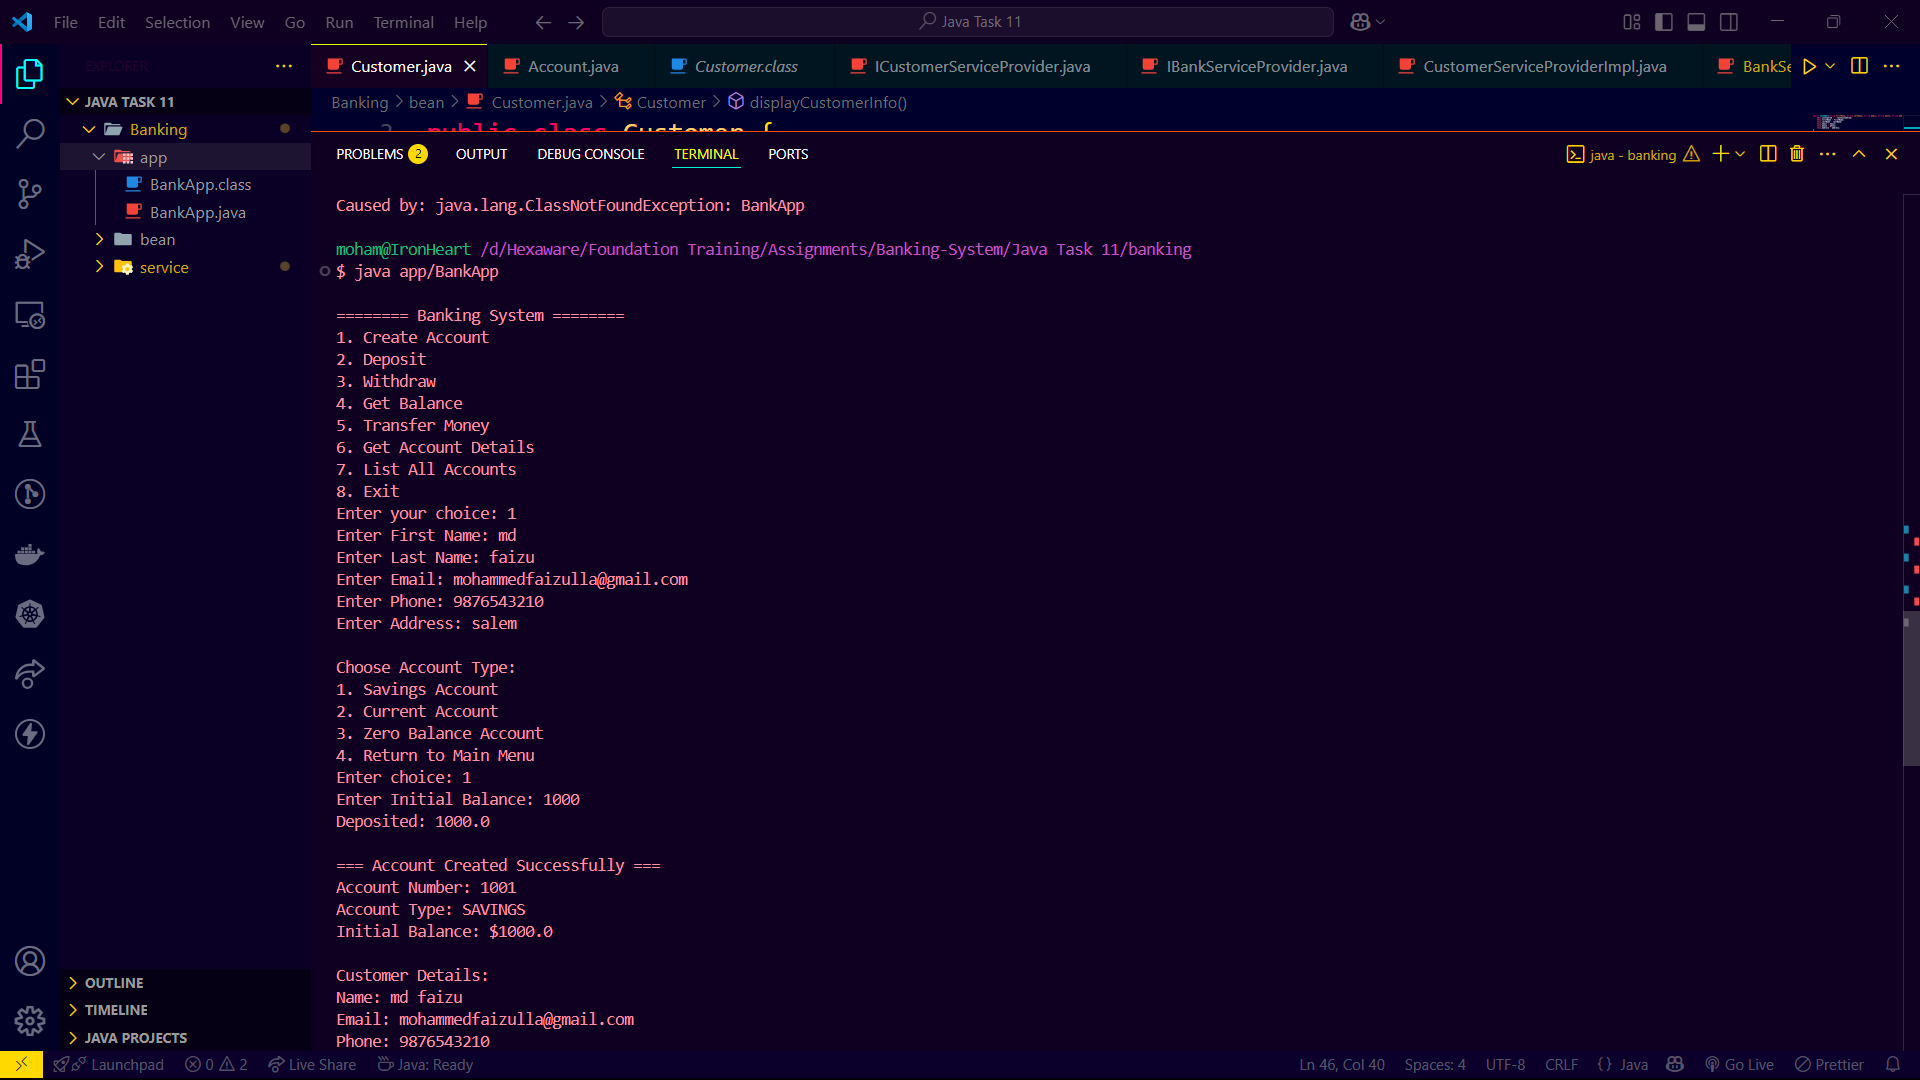 File Edit Selection View Go Run Terminal Help
Java Task 11
EXPLORER
Customer.java
Account.java
Customer.class
ICustomerServiceProvider.java
IBankServiceProvider.java
CustomerServiceProviderImpl.java
BankSe
JAVA TASK 11
Banking
app
BankApp.class
BankApp.java
bean
service
Banking > bean > Customer.java > Customer > displayCustomerInfo()
public class Customer {
PROBLEMS 2 OUTPUT DEBUG CONSOLE TERMINAL PORTS
java - banking
Caused by: java.lang.ClassNotFoundException: BankApp
moham@IronHeart /d/Hexaware/Foundation Training/Assignments/Banking-System/Java Task 11/banking
$ java app/BankApp
======== Banking System ========
1. Create Account
2. Deposit
3. Withdraw
4. Get Balance
5. Transfer Money
6. Get Account Details
7. List All Accounts
8. Exit
Enter your choice: 1
Enter First Name: md
Enter Last Name: faizu
Enter Email: mohammedfaizulla@gmail.com
Enter Phone: 9876543210
Enter Address: salem
Choose Account Type:
1. Savings Account
2. Current Account
3. Zero Balance Account
4. Return to Main Menu
Enter choice: 1
Enter Initial Balance: 1000
Deposited: 1000.0
=== Account Created Successfully ===
Account Number: 1001
Account Type: SAVINGS
Initial Balance: $1000.0
Customer Details:
Name: md faizu
Email: mohammedfaizulla@gmail.com
Phone: 9876543210
OUTLINE
TIMELINE
JAVA PROJECTS
Launchpad 0 2 Live Share Java: Ready
Ln 46, Col 40 Spaces: 4 UTF-8 CRLF {} Java Go Live Prettier